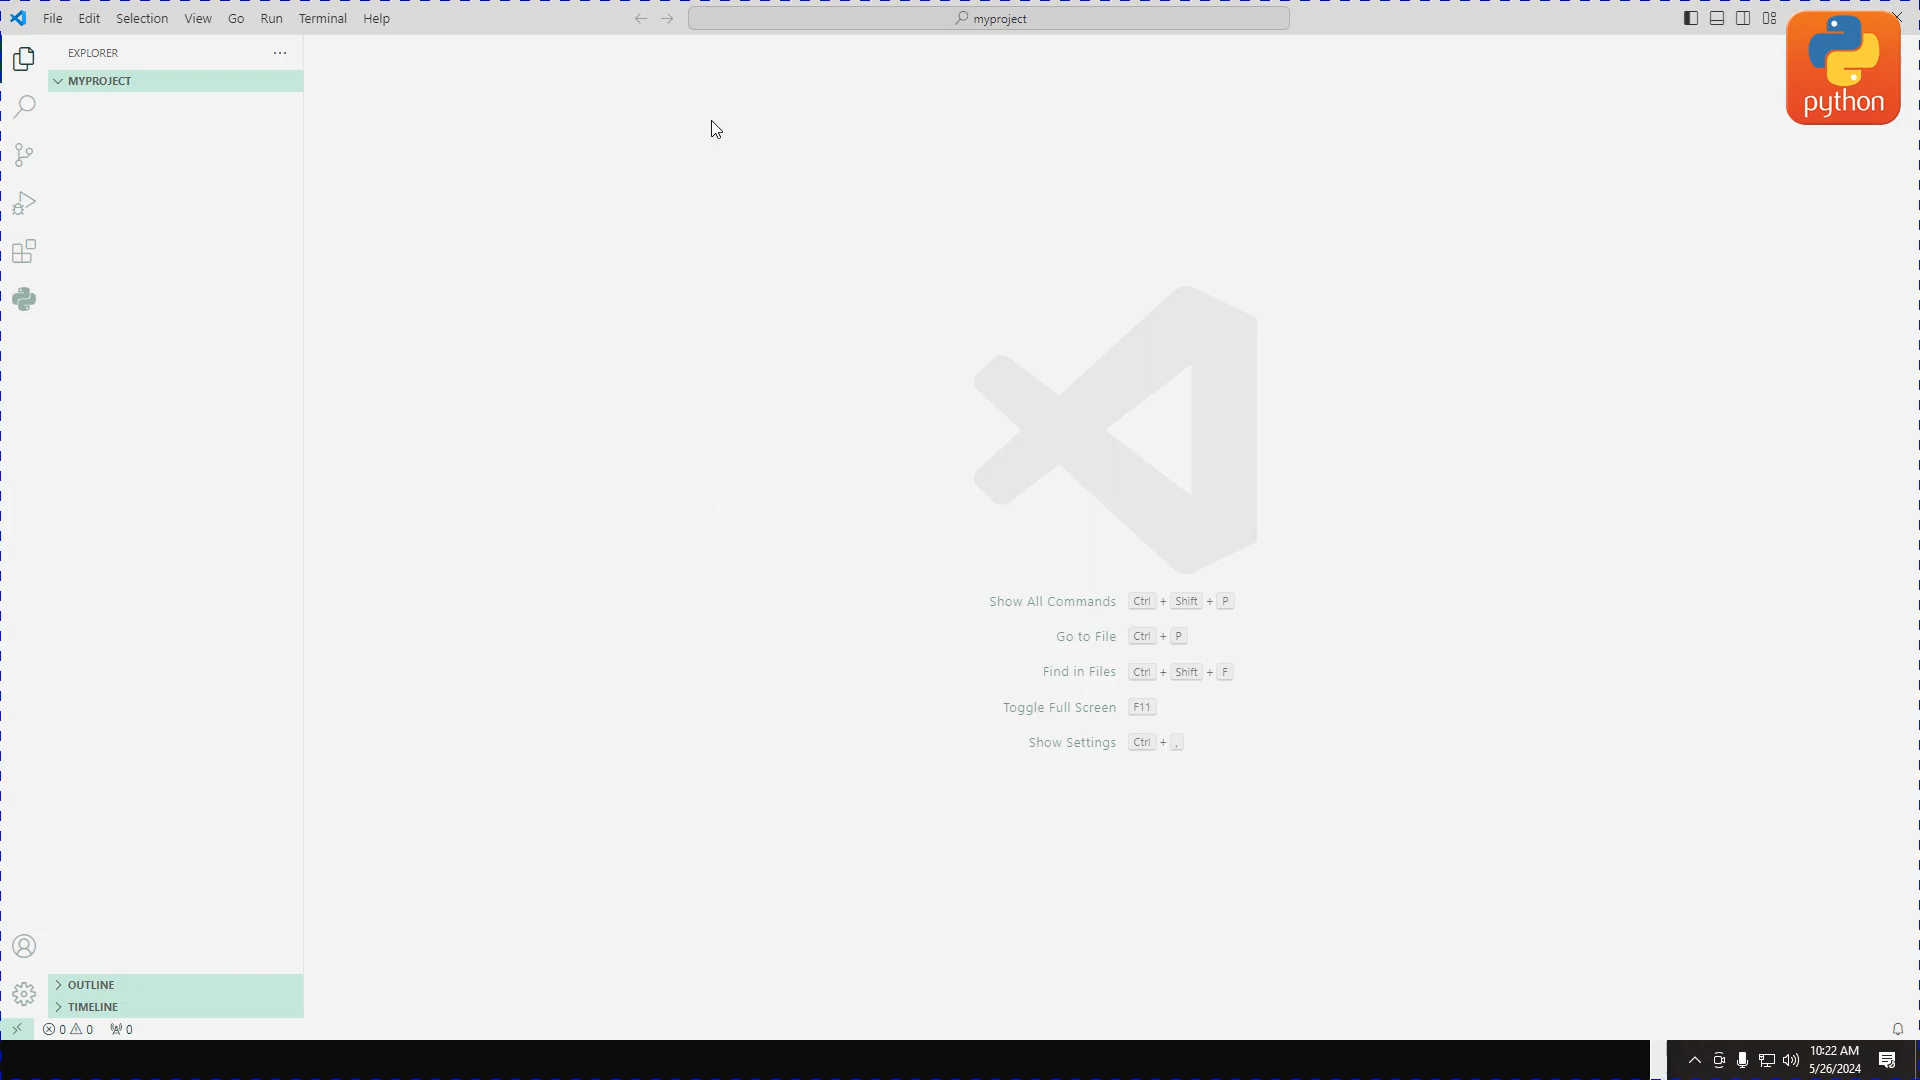 File Edit Selection View Go Run Terminal Help
myproject
python
EXPLORER
MYPROJECT
Show All Commands Ctrl + Shift + P
Go to File Ctrl + P
Find in Files Ctrl + Shift + F
Toggle Full Screen F11
Show Settings Ctrl + ,
OUTLINE
TIMELINE
0 0 0
10:22 AM
5/26/2024